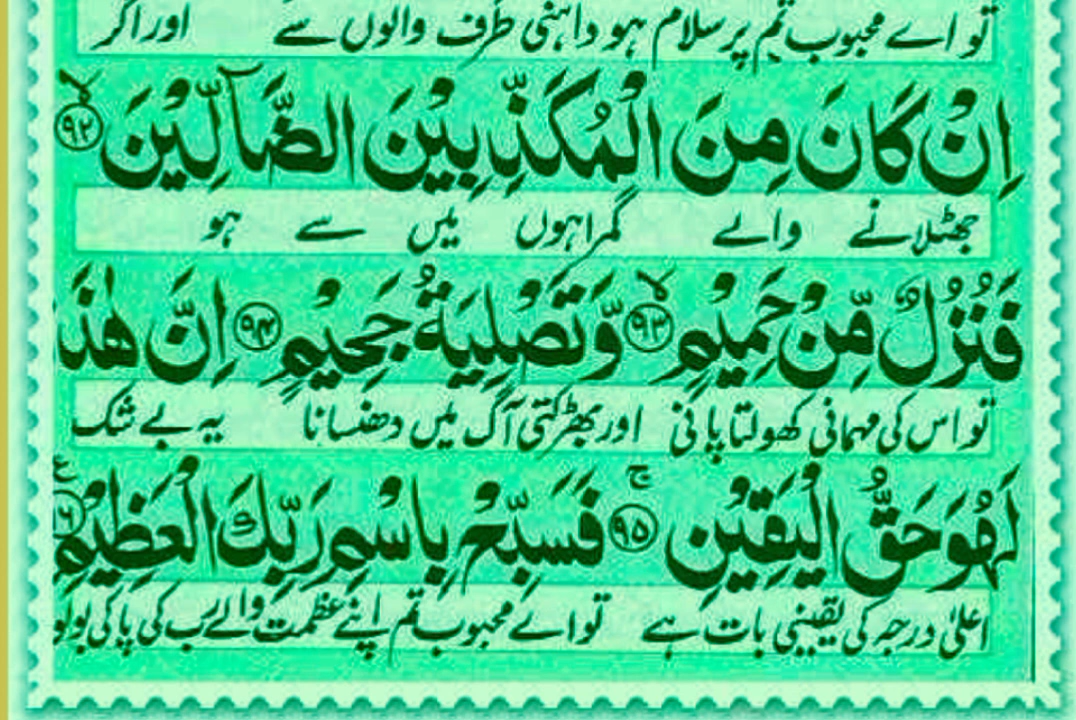 تو اے محبوب تم پر سلام ہو داہنی طرف والوں سے اور اگر
اِنْ كَانَ مِنَ الْمُكَذِّبِيْنَ الضَّآلِّيْنَ ۙ﴿۹۲﴾
جھٹلانے والے گمراہوں میں سے ہو
فَنُزُلٌ مِّنْ حَمِيْمٍ ۙ﴿۹۳﴾ وَّتَصْلِيَةُ جَحِيْمٍ ﴿۹۴﴾ اِنَّ هٰذَا
تو اس کی مہمانی کھولتا پانی اور بھڑکتی آگ میں دھنسانا یہ بے شک
لَهُوَ حَقُّ الْيَقِيْنِ ۚ﴿۹۵﴾ فَسَبِّحْ بِاسْمِ رَبِّكَ الْعَظِيْمِ
اعلیٰ درجہ کی یقینی بات ہے تو اے محبوب تم اپنے عظمت والے رب کی پاکی بولو